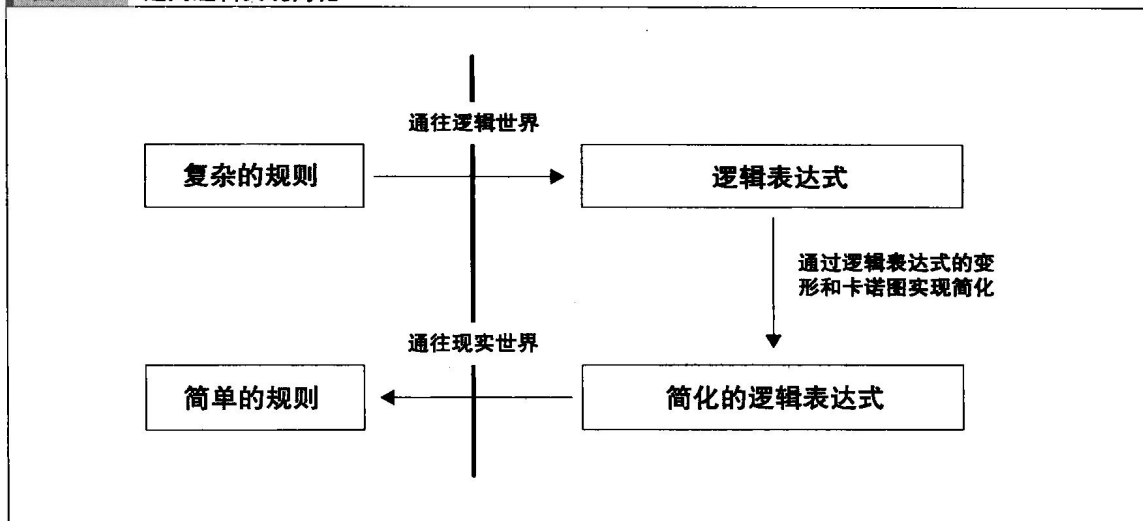 通往逻辑世界
复杂的规则
逻辑表达式
通过逻辑表达式的变
形和卡诺图实现简化
通往现实世界
简单的规则
简化的逻辑表达式